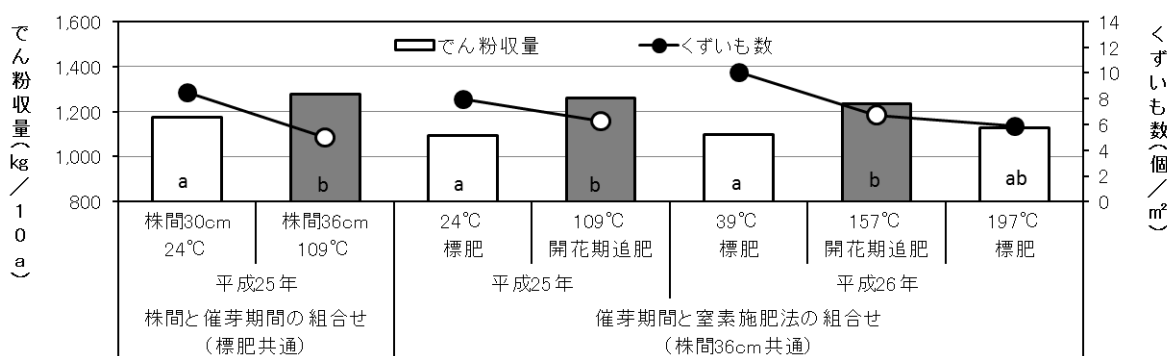 でん粉収量(kg/10a)
1,600
1,400
1,200
1,000
800
でん粉収量
くずいも数
14
12
10
8
6
4
2
0
くずいも数(個/㎡)
a
b
a
b
a
b
ab
株間30cm 株間36cm 24℃ 109℃ 39℃ 157℃ 197℃
24℃ 109℃ 標肥 開花期追肥 標肥 開花期追肥 標肥
平成25年 平成25年 平成26年
株間と催芽期間の組合せ 催芽期間と窒素施肥法の組合せ
(標肥共通) (株間36cm共通)